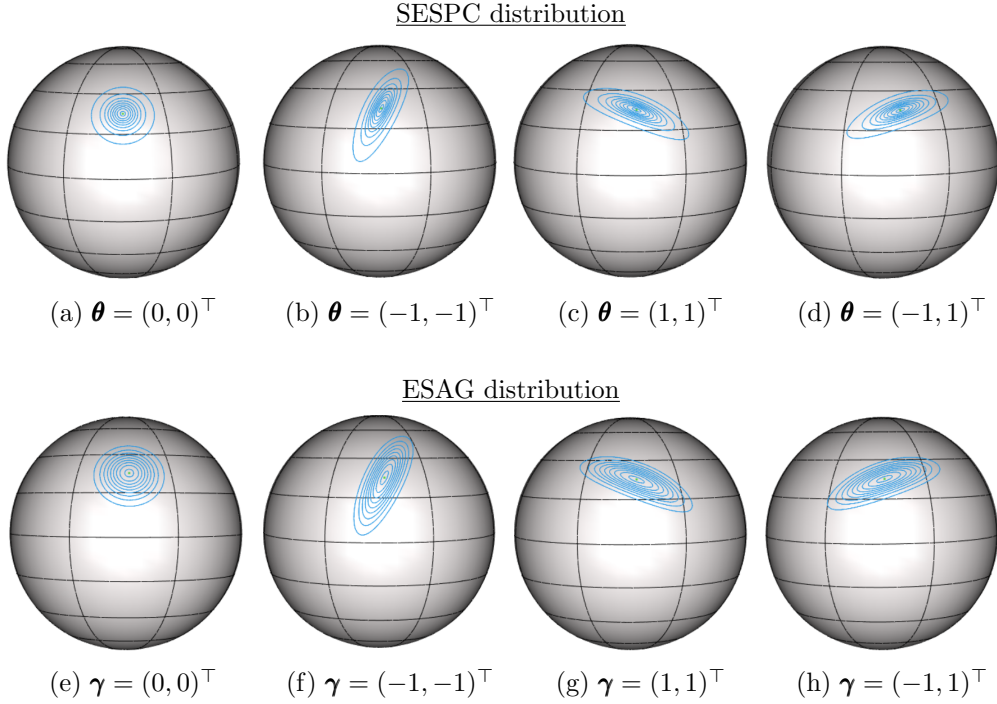 SESPC distribution
(a) 𝜽 = (0, 0)⊤ (b) 𝜽 = (−1, −1)⊤ (c) 𝜽 = (1, 1)⊤ (d) 𝜽 = (−1, 1)⊤
ESAG distribution
(e) 𝜸 = (0, 0)⊤ (f) 𝜸 = (−1, −1)⊤ (g) 𝜸 = (1, 1)⊤ (h) 𝜸 = (−1, 1)⊤